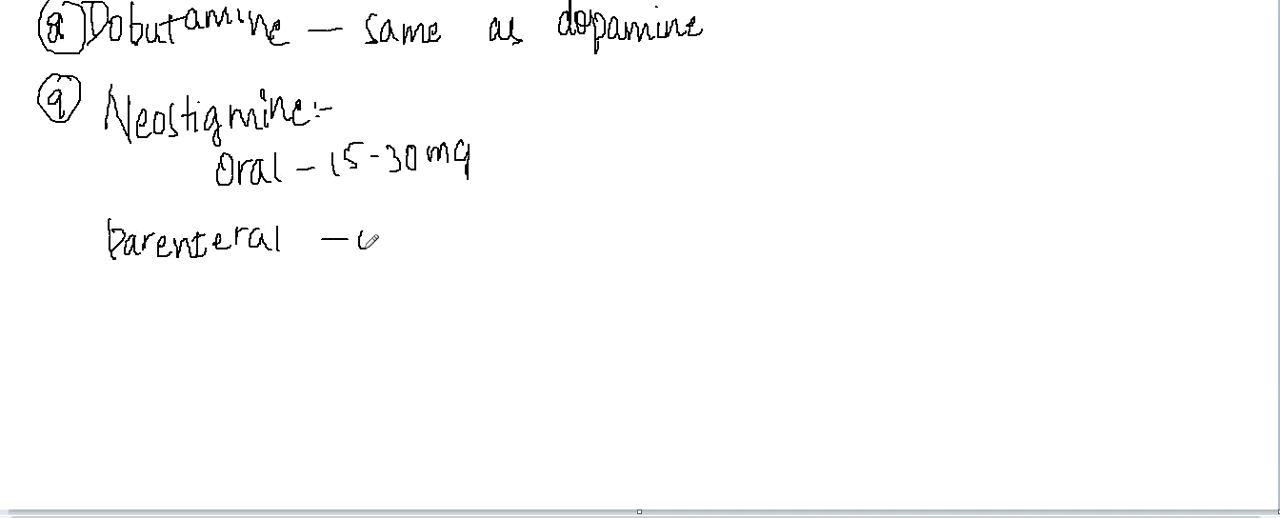 8 Dobutamine – same as dopamine
9 Neostigmine:-
Oral – 15-30 mg
Parenteral –